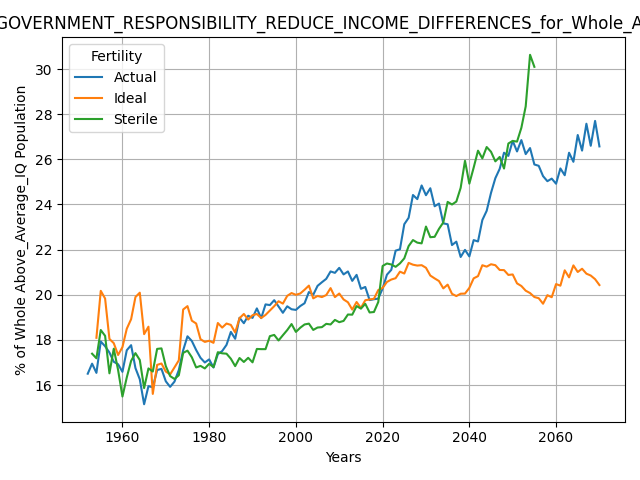 GOVERNMENT_RESPONSIBILITY_REDUCE_INCOME_DIFFERENCES_for_Whole_A
Fertility
Actual
Ideal
Sterile
% of Whole Above_Average_IQ Population
30
28
26
24
22
20
18
16
1960
1980
2000
2020
2040
2060
Years